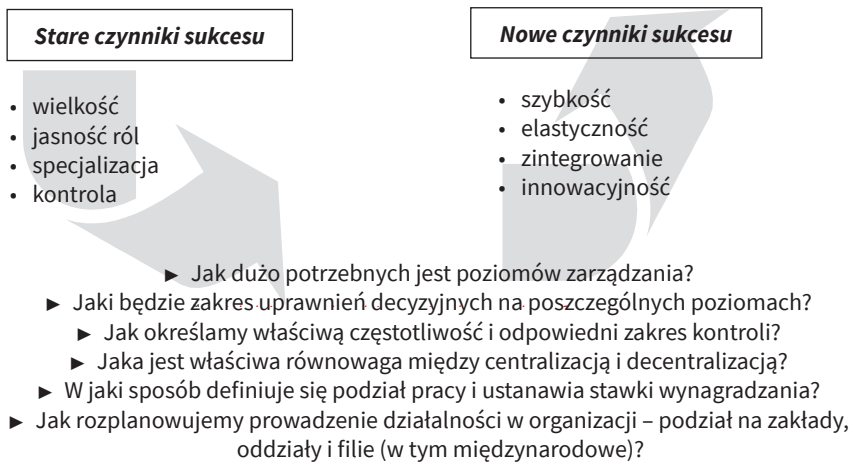 Stare czynniki sukcesu
• wielkość
• jasność ról
• specjalizacja
• kontrola
Nowe czynniki sukcesu
• szybkość
• elastyczność
• zintegrowanie
• innowacyjność
► Jak dużo potrzebnych jest poziomów zarządzania?
► Jaki będzie zakres uprawnień decyzyjnych na poszczególnych poziomach?
► Jak określamy właściwą częstotliwość i odpowiedni zakres kontroli?
► Jaka jest właściwa równowaga między centralizacją i decentralizacją?
► W jaki sposób definiuje się podział pracy i ustanawia stawki wynagradzania?
► Jak rozplanowujemy prowadzenie działalności w organizacji – podział na zakłady,
oddziały i filie (w tym międzynarodowe)?